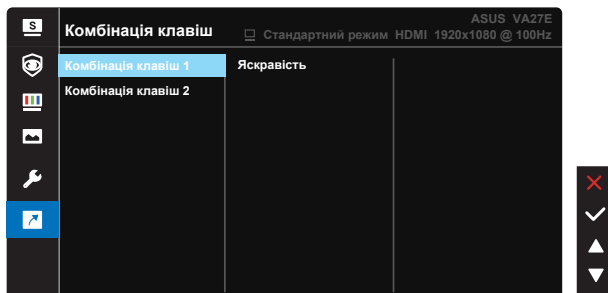 S
ASUS VA27E
Комбінація клавіш
Стандартний режим HDMI 1920x1080 @ 100Hz
Комбінація клавіш 1
Яскравість
Комбінація клавіш 2